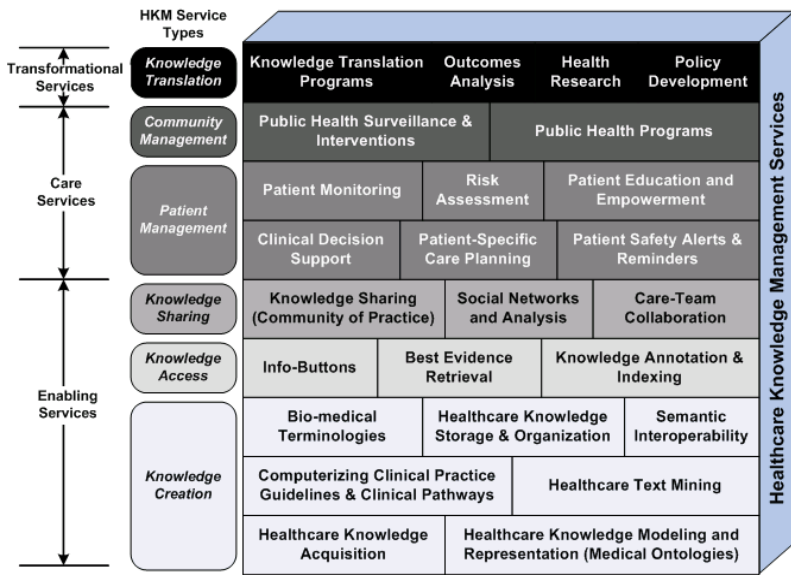 HKM Service
Types
Transformational
Services
Knowledge
Translation
Knowledge Translation
Programs
Outcomes
Analysis
Health
Research
Policy
Development
Care
Services
Community
Management
Public Health Surveillance &
Interventions
Public Health Programs
Patient
Management
Patient Monitoring
Risk
Assessment
Patient Education and
Empowerment
Clinical Decision
Support
Patient-Specific
Care Planning
Patient Safety Alerts &
Reminders
Enabling
Services
Knowledge
Sharing
Knowledge Sharing
(Community of Practice)
Social Networks
and Analysis
Care-Team
Collaboration
Knowledge
Access
Info-Buttons
Best Evidence
Retrieval
Knowledge Annotation &
Indexing
Knowledge
Creation
Bio-medical
Terminologies
Healthcare Knowledge
Storage & Organization
Semantic
Interoperability
Computerizing Clinical Practice
Guidelines & Clinical Pathways
Healthcare Text Mining
Healthcare Knowledge
Acquisition
Healthcare Knowledge Modeling and
Representation (Medical Ontologies)
Healthcare Knowledge Management Services